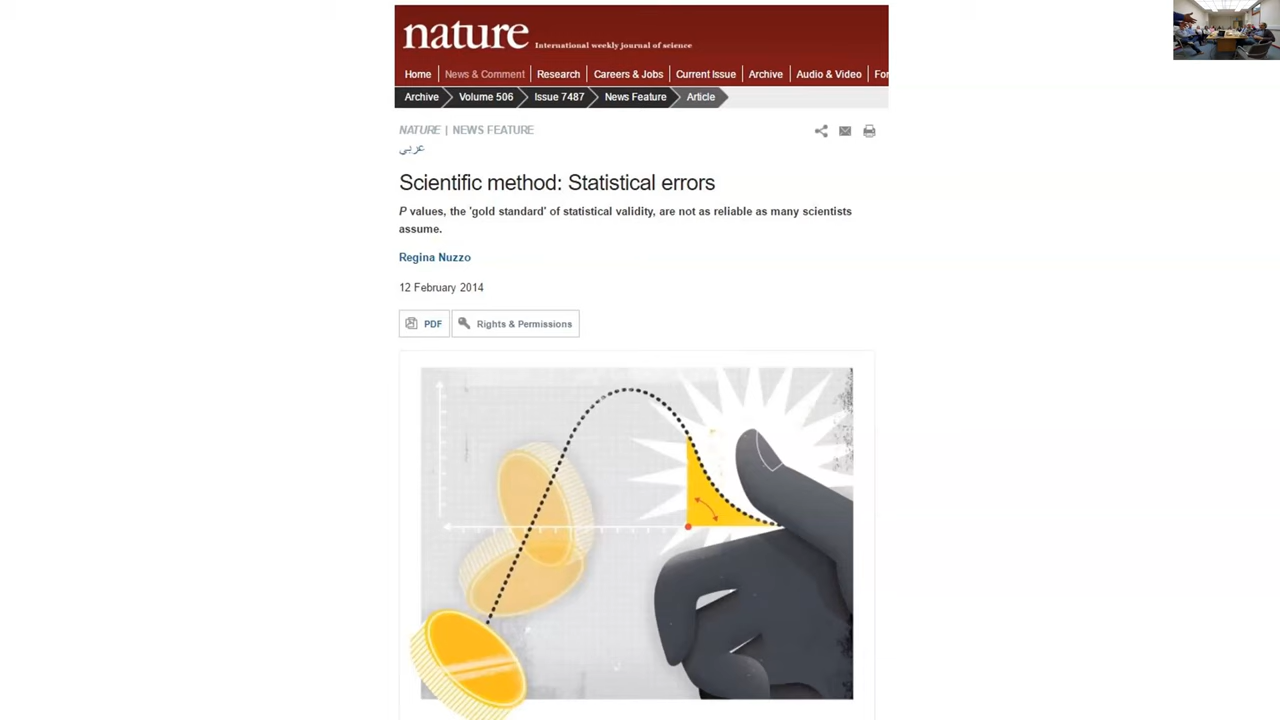 nature International weekly journal of science
Home News & Comment Research Careers & Jobs Current Issue Archive Audio & Video For
Archive Volume 506 Issue 7487 News Feature Article
NATURE | NEWS FEATURE
عربي
Scientific method: Statistical errors
P values, the 'gold standard' of statistical validity, are not as reliable as many scientists
assume.
Regina Nuzzo
12 February 2014
PDF Rights & Permissions